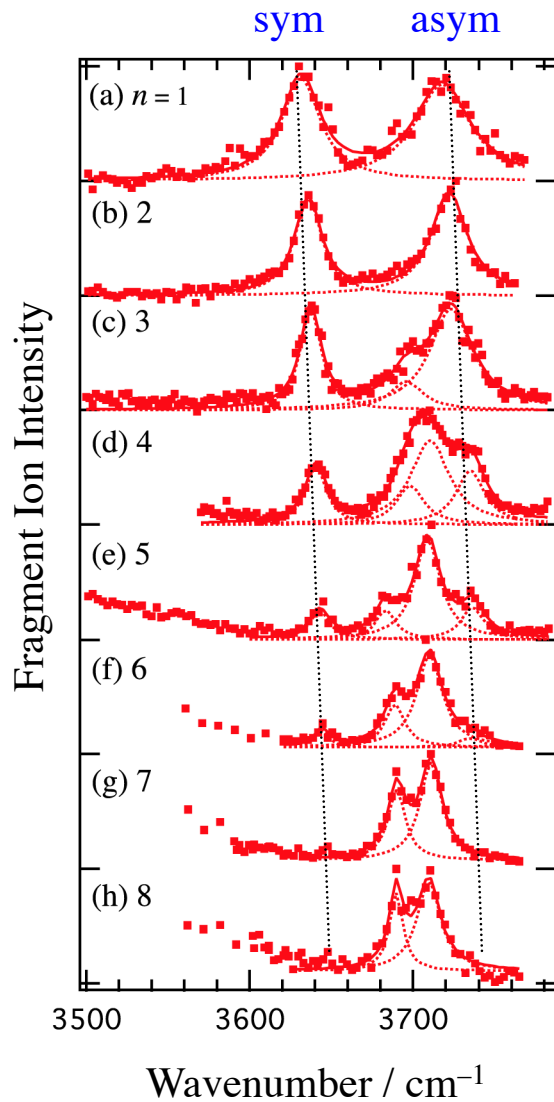 sym asym
(a) n = 1
(b) 2
(c) 3
(d) 4
(e) 5
(f) 6
(g) 7
(h) 8
Fragment Ion Intensity
3500 3600 3700
Wavenumber / cm⁻¹